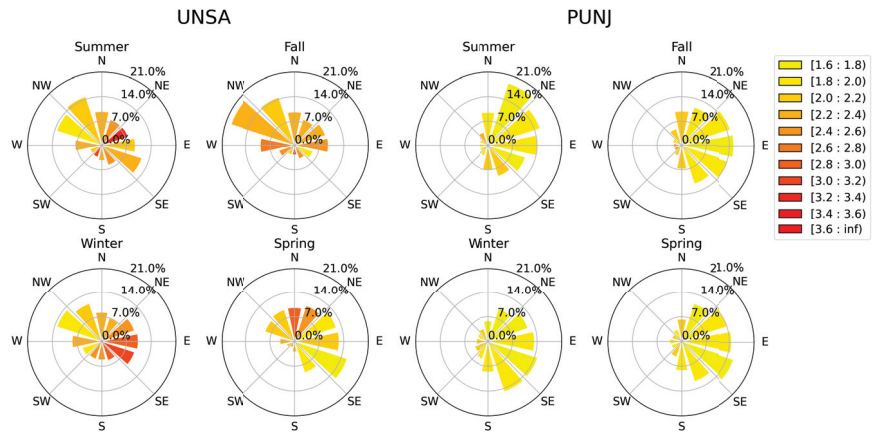 UNSA PUNJ
Summer Fall Summer Fall
N N N N
21.0% 21.0% 21.0% 21.0%
NW NE NW NE NW NE NW NE
14.0% 14.0% 14.0% 14.0%
7.0% 7.0% 7.0% 7.0%
0.0% 0.0% 0.0% 0.0%
W E W E W E W E
SW SE SW SE SW SE SW SE
S S S S
Winter Spring Winter Spring
N N N N
21.0% 21.0% 21.0% 21.0%
NW NE NW NE NW NE NW NE
14.0% 14.0% 14.0% 14.0%
7.0% 7.0% 7.0% 7.0%
0.0% 0.0% 0.0% 0.0%
W E W E W E W E
SW SE SW SE SW SE SW SE
S S S S
[1.6 : 1.8)
[1.8 : 2.0)
[2.0 : 2.2)
[2.2 : 2.4)
[2.4 : 2.6)
[2.6 : 2.8)
[2.8 : 3.0)
[3.0 : 3.2)
[3.2 : 3.4)
[3.4 : 3.6)
[3.6 : inf)